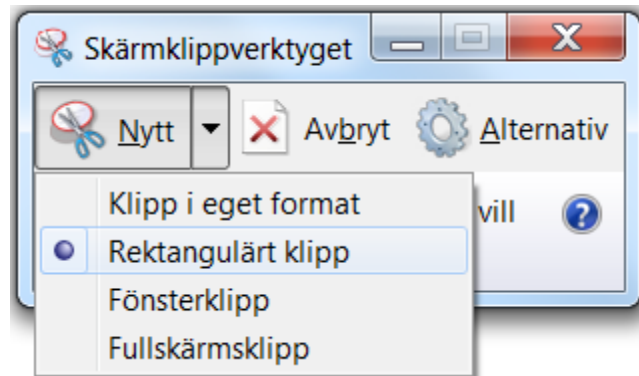 Skärmklippverktyget
Nytt Avbryt Alternativ
Klipp i eget format
vill
Rektangulärt klipp
Fönsterklipp
Fullskärmsklipp